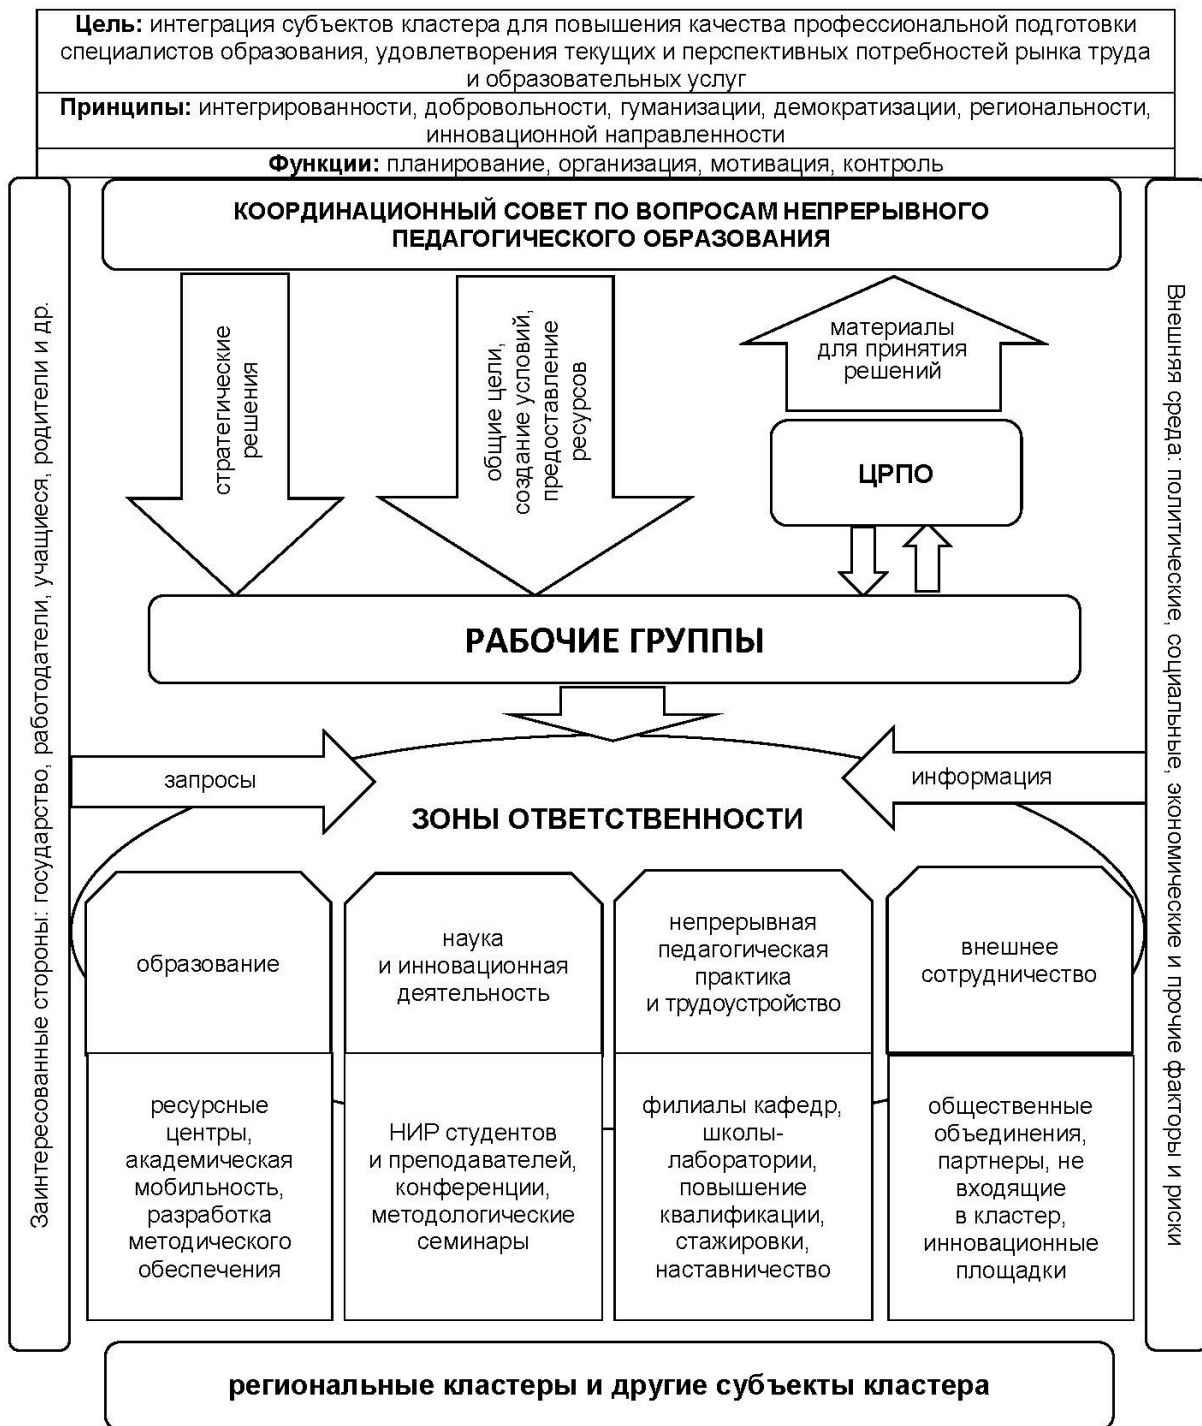 Цель: интеграция субъектов кластера для повышения качества профессиональной подготовки
специалистов образования, удовлетворения текущих и перспективных потребностей рынка труда
и образовательных услуг
Принципы: интегрированности, добровольности, гуманизации, демократизации, региональности,
инновационной направленности
Функции: планирование, организация, мотивация, контроль
КООРДИНАЦИОННЫЙ СОВЕТ ПО ВОПРОСАМ НЕПРЕРЫВНОГО
ПЕДАГОГИЧЕСКОГО ОБРАЗОВАНИЯ
Заинтересованные стороны: государство, работодатели, учащиеся, родители и др.
стратегические
решения
общие цели,
создание условий,
предоставление
ресурсов
материалы
для принятия
решений
ЦРПО
Внешняя среда: политические, социальные, экономические и прочие факторы и риски
РАБОЧИЕ ГРУППЫ
запросы
информация
ЗОНЫ ОТВЕТСТВЕННОСТИ
образование
наука
и инновационная
деятельность
непрерывная
педагогическая
практика
и трудоустройство
внешнее
сотрудничество
ресурсные
центры,
академическая
мобильность,
разработка
методического
обеспечения
НИР студентов
и преподавателей,
конференции,
методологические
семинары
филиалы кафедр,
школы-
лаборатории,
повышение
квалификации,
стажировки,
наставничество
общественные
объединения,
партнеры, не
входящие
в кластер,
инновационные
площадки
региональные кластеры и другие субъекты кластера